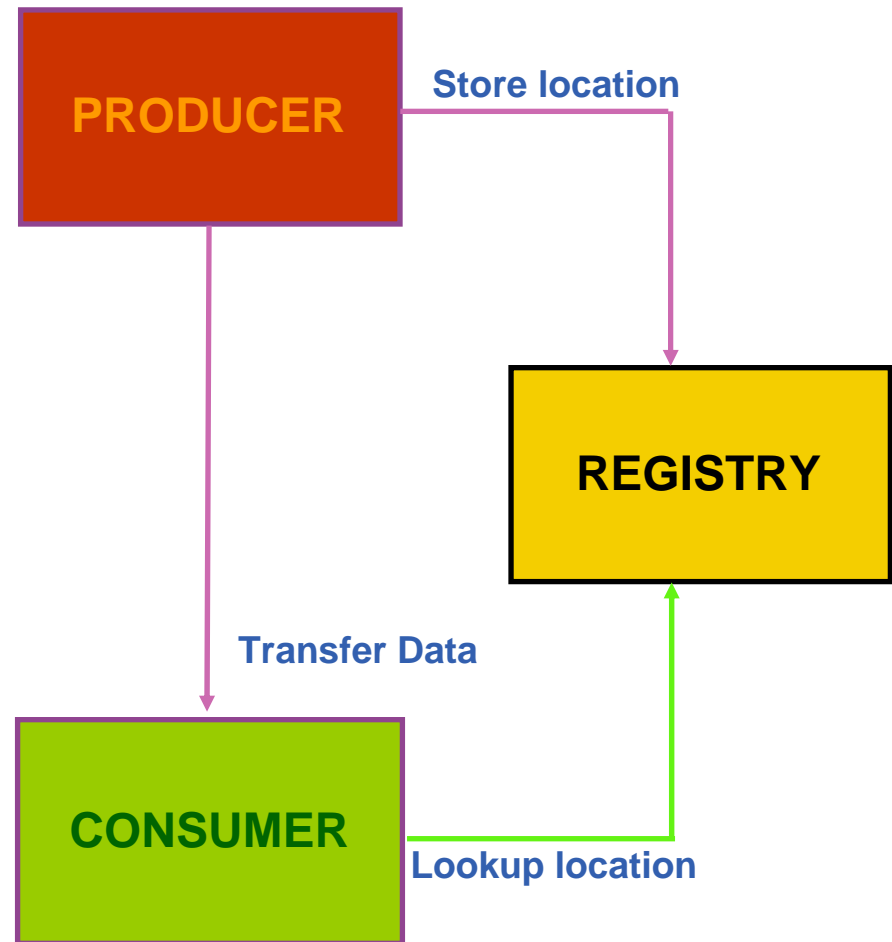 PRODUCER
Store location
REGISTRY
Transfer Data
CONSUMER
Lookup location